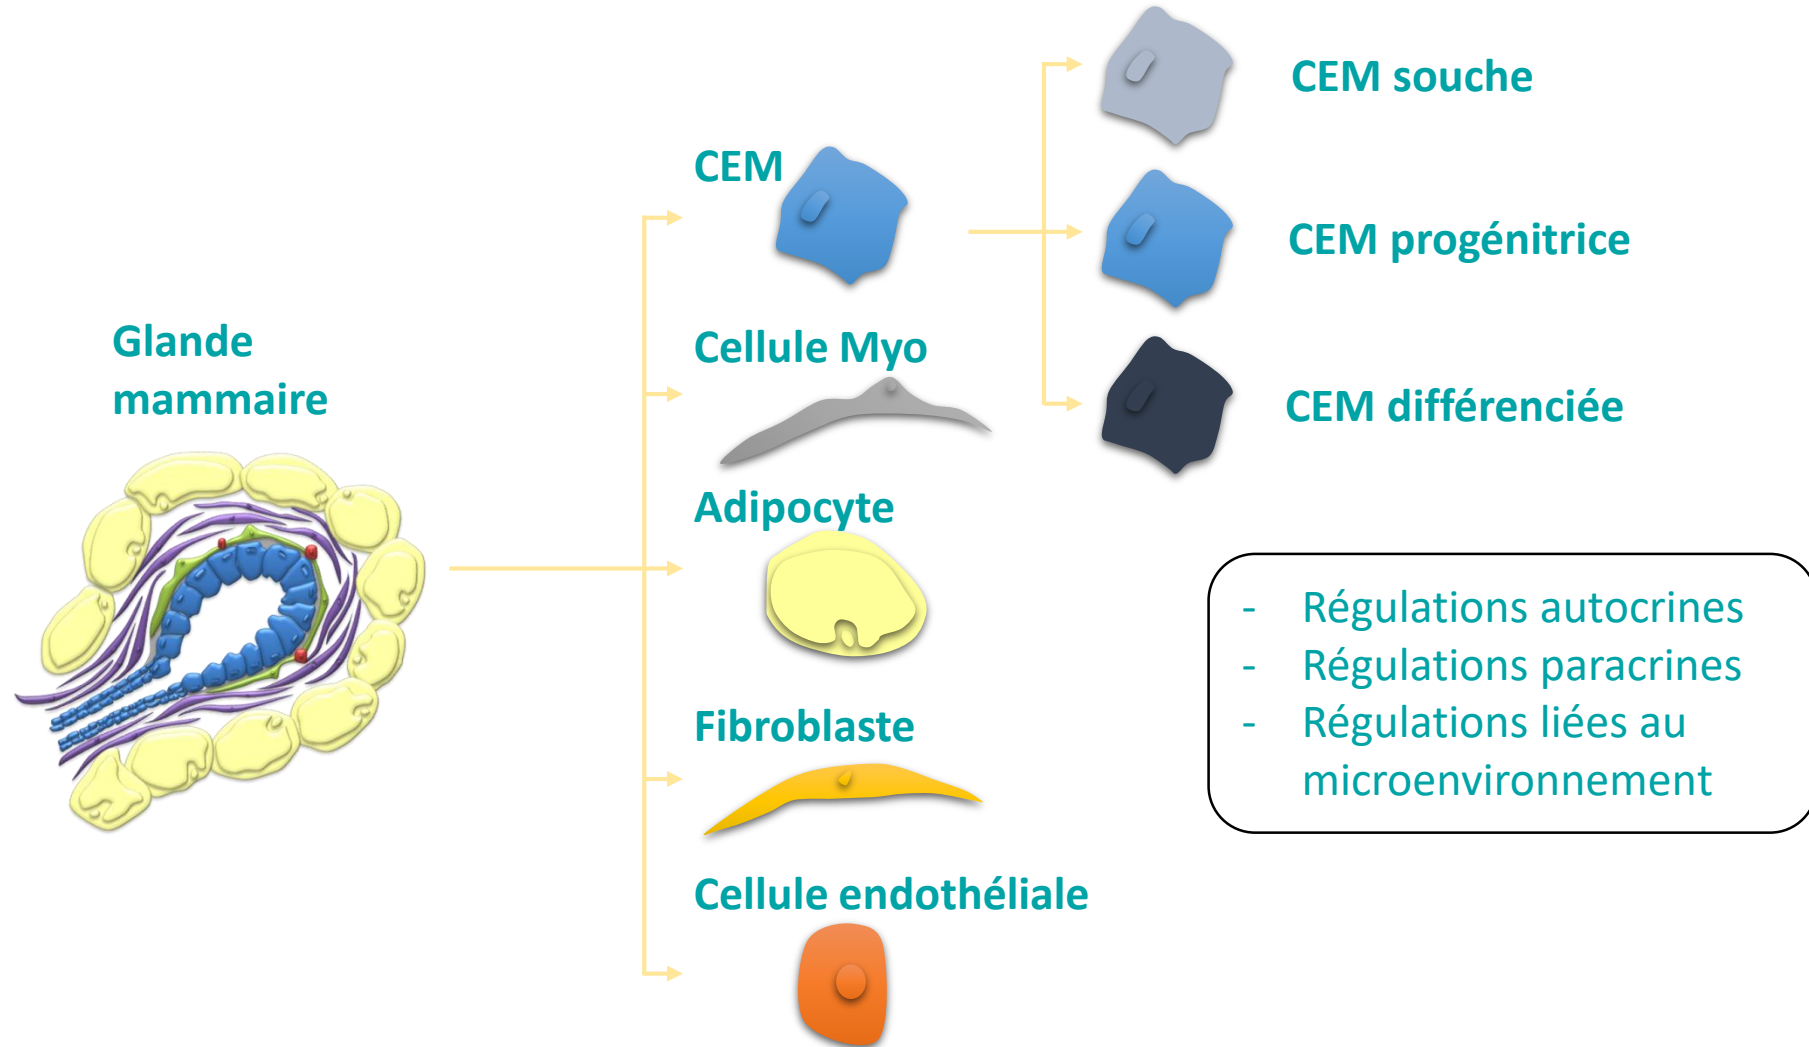 Glande
mammaire
CEM
Cellule Myo
Adipocyte
Fibroblaste
Cellule endothéliale
CEM souche
CEM progénitrice
CEM différenciée
- Régulations autocrines
- Régulations paracrines
- Régulations liées au
microenvironnement